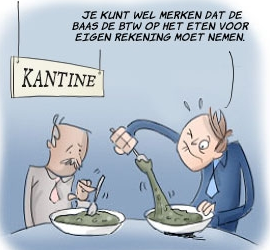 JE KUNT WEL MERKEN DAT DE
BAAS DE BTW OP HET ETEN VOOR
EIGEN REKENING MOET NEMEN.
KANTINE